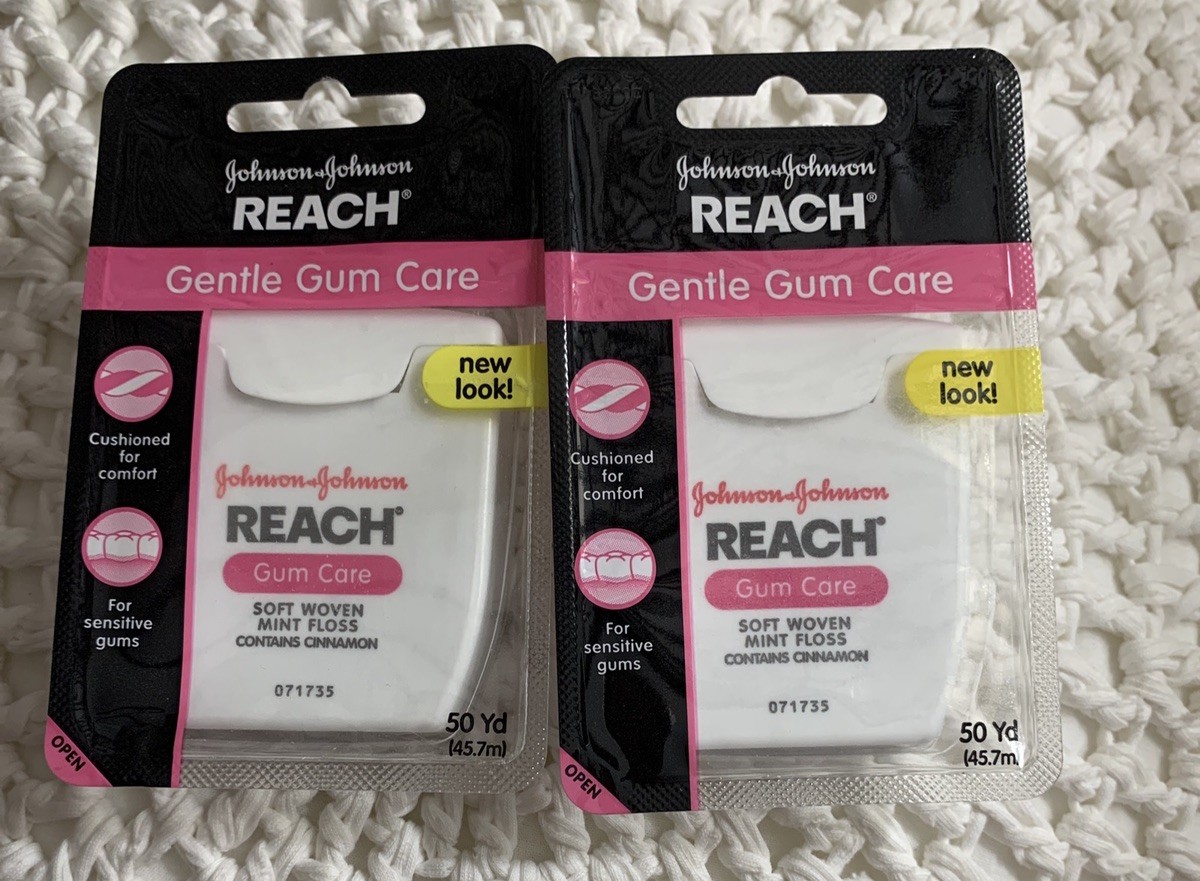 Johnson & Johnson
REACH®
Gentle Gum Care
new
look!
Cushioned
for
comfort
For
sensitive
gums
Johnson & Johnson
REACH®
Gum Care
SOFT WOVEN
MINT FLOSS
CONTAINS CINNAMON
071735
50 Yd
(45.7m)
OPEN
Johnson & Johnson
REACH®
Gentle Gum Care
new
look!
Cushioned
for
comfort
For
sensitive
gums
Johnson & Johnson
REACH®
Gum Care
SOFT WOVEN
MINT FLOSS
CONTAINS CINNAMON
071735
50 Yd
(45.7m)
OPEN